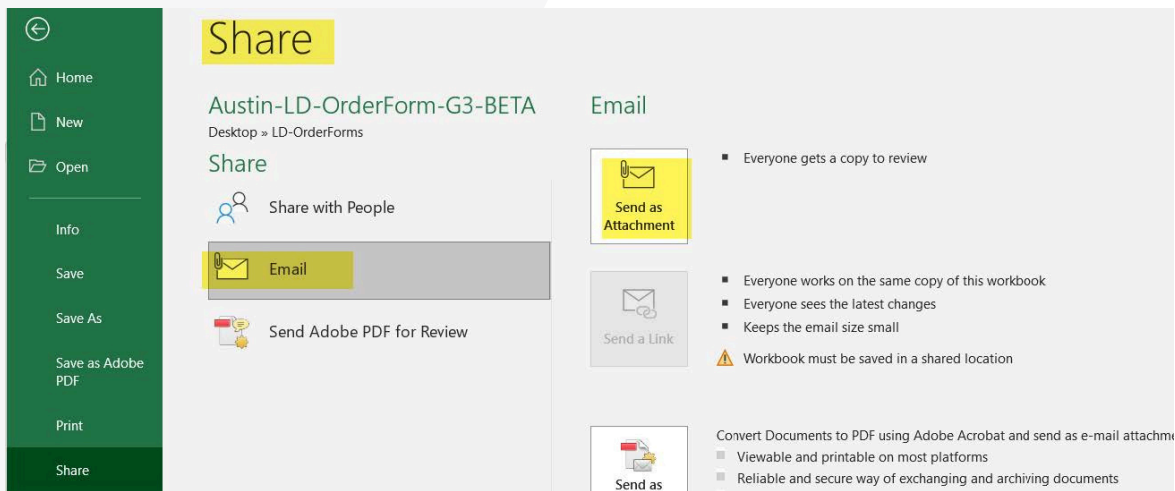 Share
Home
New
Open
Info
Save
Save As
Save as Adobe
PDF
Print
Share
Austin-LD-OrderForm-G3-BETA
Desktop » LD-OrderForms
Share
Share with People
Email
Send Adobe PDF for Review
Email
Send as
Attachment
Everyone gets a copy to review
Send a Link
Everyone works on the same copy of this workbook
Everyone sees the latest changes
Keeps the email size small
Workbook must be saved in a shared location
Send as
Convert Documents to PDF using Adobe Acrobat and send as e-mail
Viewable and printable on most platforms
Reliable and secure way of exchanging and archiving documents